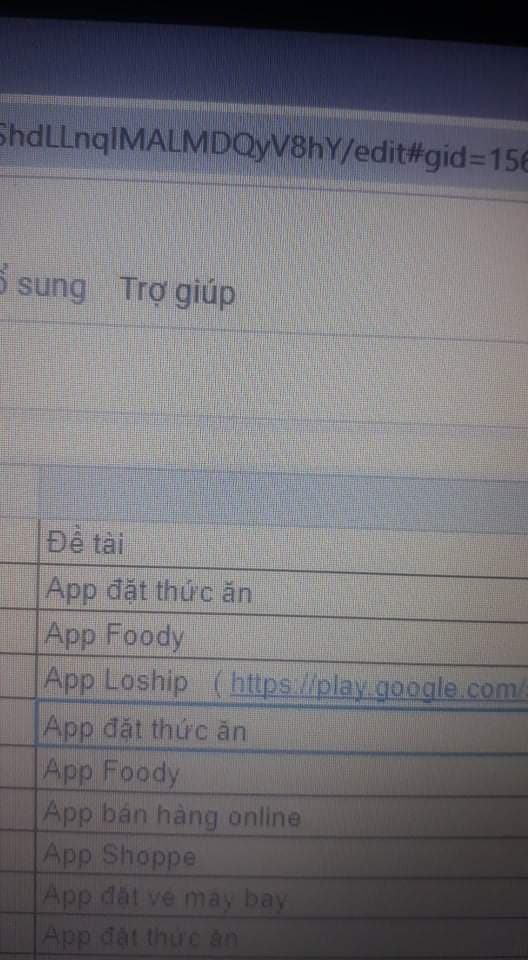 ShdLLnqIMALMDQyV8hY/edit#gid=156
ổ sung Trợ giúp
Đề tài
App đặt thức ăn
App Foody
App Loship ( https://play.google.com/
App đặt thức ăn
App Foody
App bán hàng online
App Shoppe
App đặt vé máy bay
App đặt thức ăn